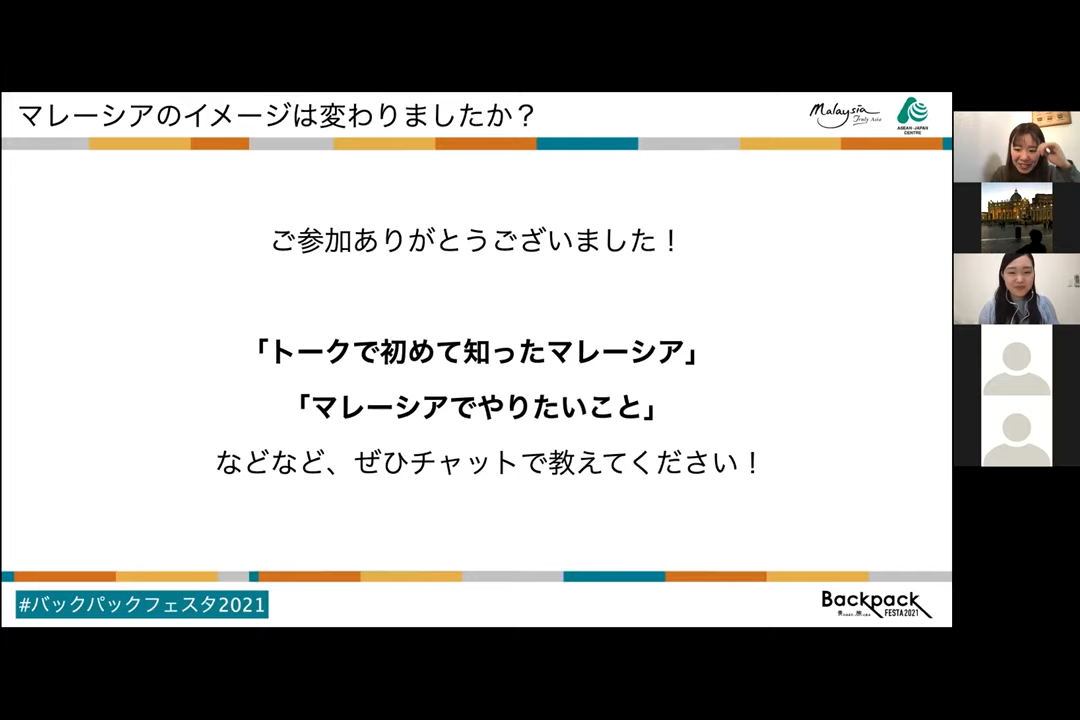 マレーシアのイメージは変わりましたか？
Malaysia
Truly Asia
ASEAN-JAPAN
CENTRE
ご参加ありがとうございました！
「トークで初めて知ったマレーシア」
「マレーシアでやりたいこと」
などなど、ぜひチャットで教えてください！
#バックパックフェスタ2021
Backpack
FESTA2021